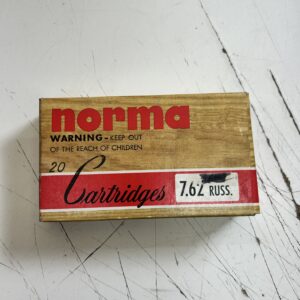 norma
WARNING - KEEP OUT
OF THE REACH OF CHILDREN
20 Cartridges
7.62 RUSS.